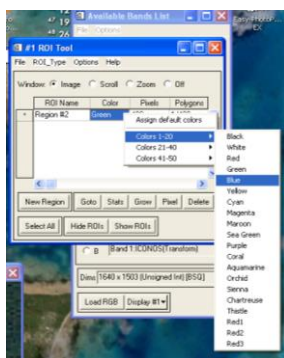 Available Bands List
File Options
#1 ROI Tool
File ROI_Type Options Help
Window: Image Scroll Zoom Off
ROI Name Color Pixels Polygons
Region #2 Green
Assign default colors
Colors 1-20
Colors 21-40
Colors 41-50
Black
White
Red
Green
Blue
Yellow
Cyan
Magenta
Maroon
Sea Green
Purple
Coral
Aquamarine
Orchid
Sienna
Chartreuse
Thistle
Red1
Red2
Red3
New Region Goto Stats Grow Pixel Delete
Select All Hide ROIs Show ROIs
B Band 1:ICONOS(Transform)
Dims 1640 x 1503 (Unsigned Int) [BSQ]
Load RGB Display #1